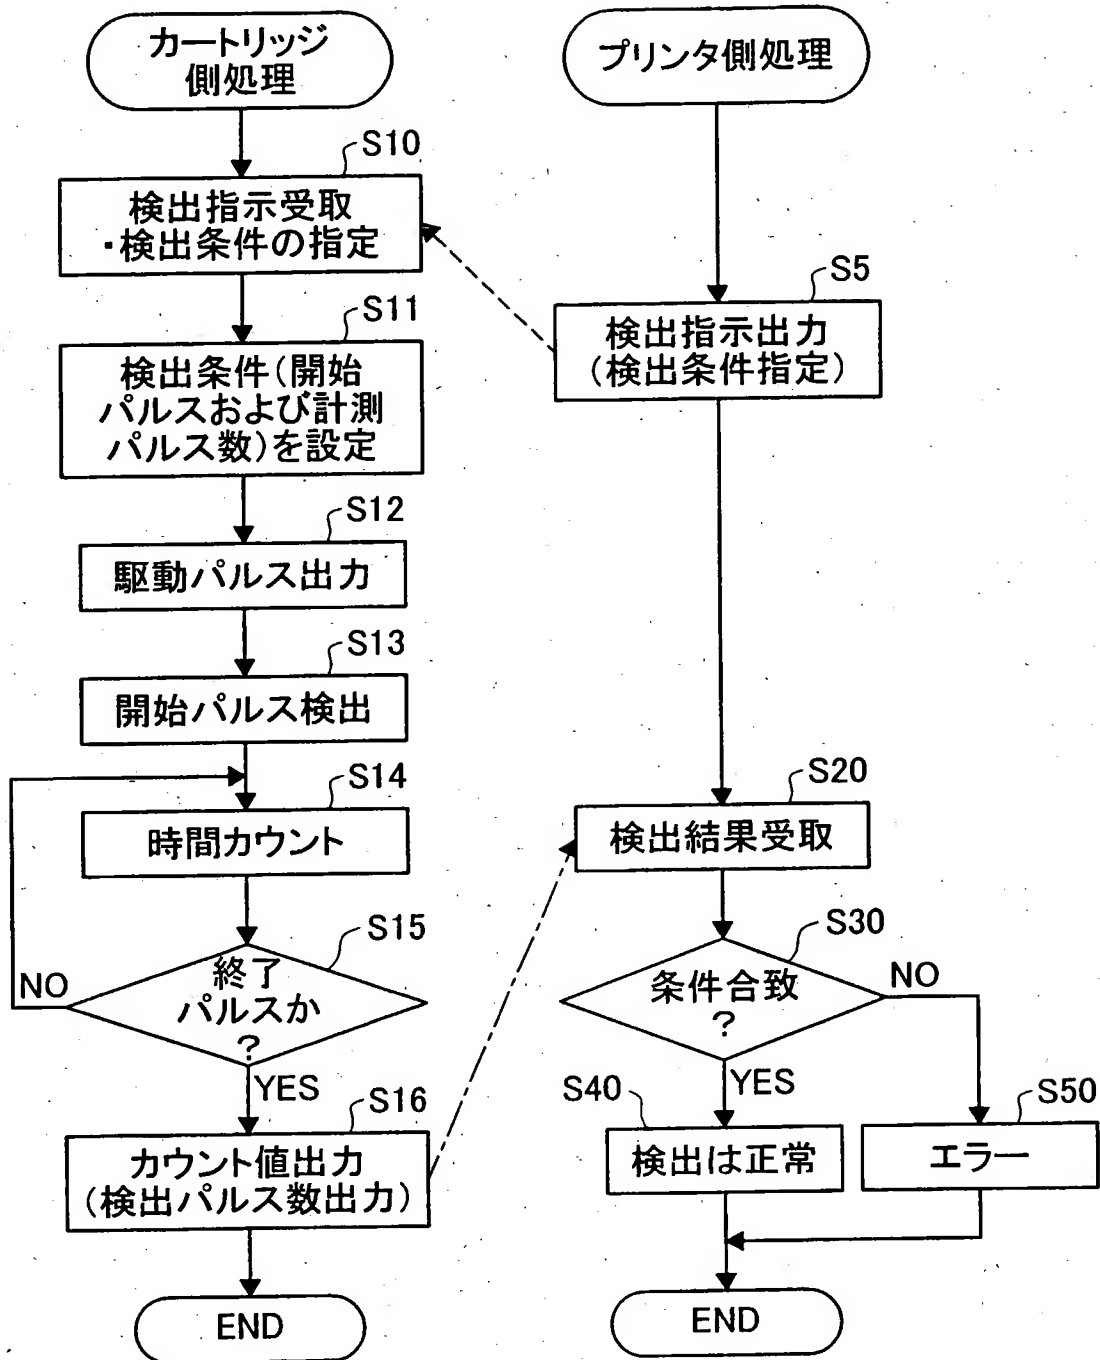 カートリッジ
側処理
S10
検出指示受取
・検出条件の指定
S11
検出条件(開始
パルスおよび計測
パルス数)を設定
S12
駆動パルス出力
S13
開始パルス検出
S14
時間カウント
S15
終了
パルスか
?
NO
YES
S16
カウント値出力
(検出パルス数出力)
END
プリンタ側処理
S5
検出指示出力
(検出条件指定)
S20
検出結果受取
S30
条件合致
?
NO
YES
S40
検出は正常
S50
エラー
END